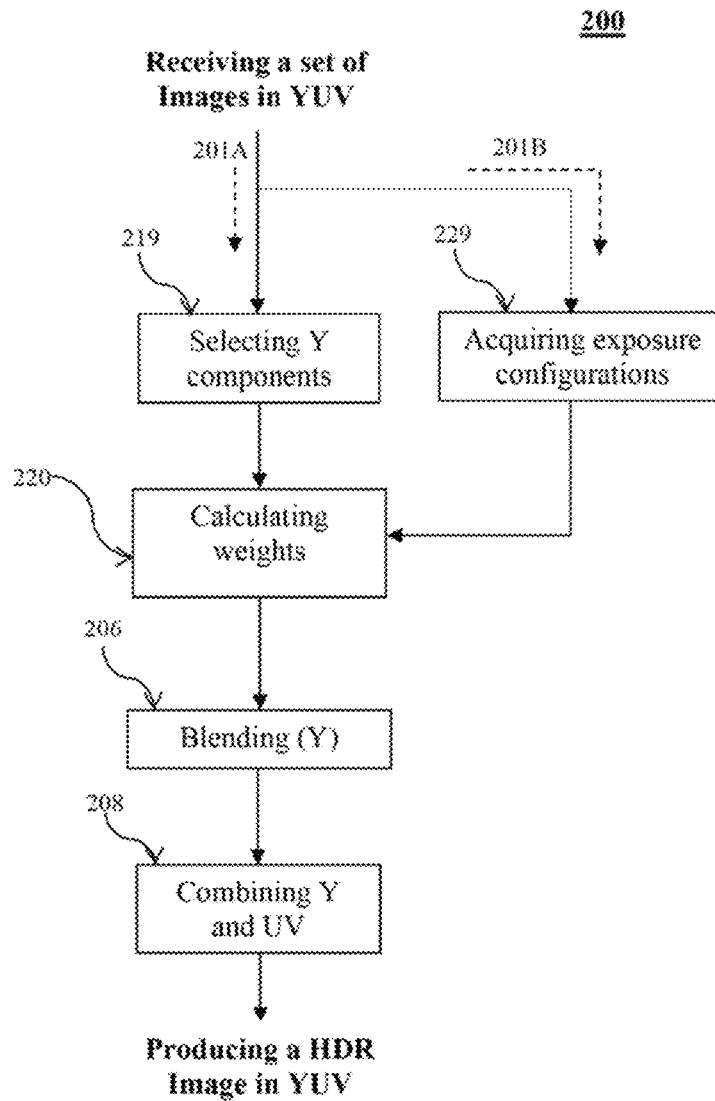 200
Receiving a set of
Images in YUV
201A
201B
219
229
Selecting Y
components
Acquiring exposure
configurations
220
Calculating
weights
206
Blending (Y)
208
Combining Y
and UV
Producing a HDR
Image in YUV